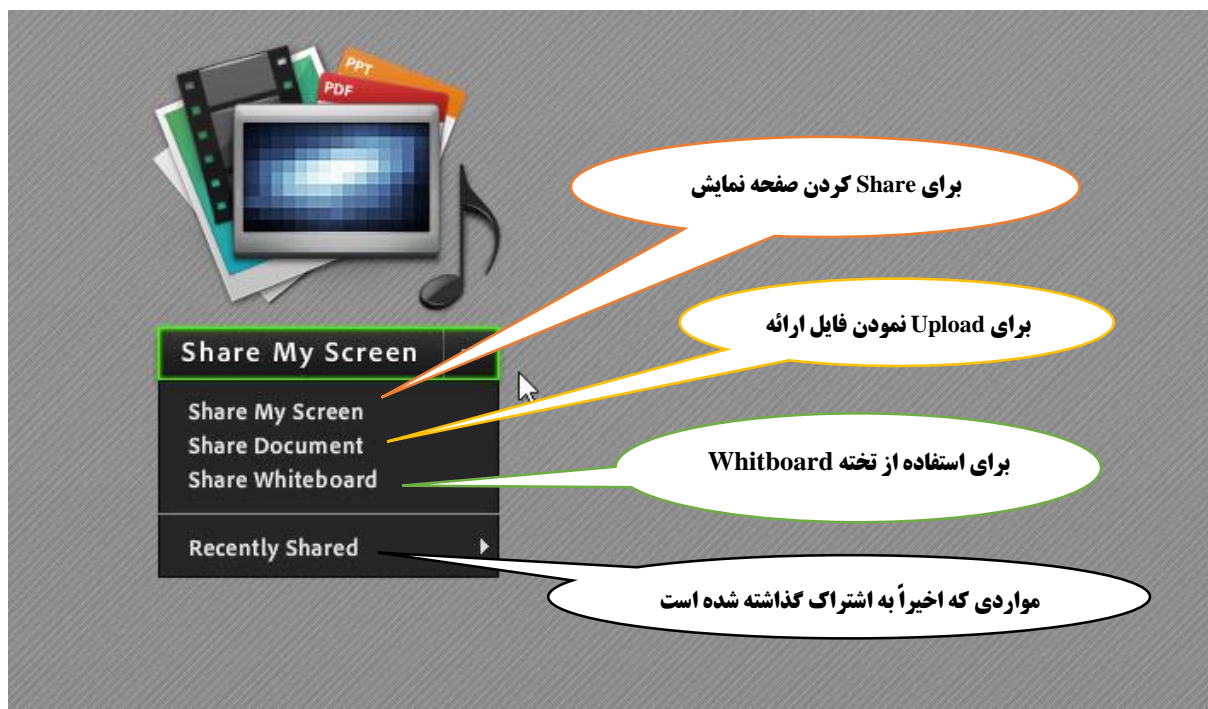 PPT
PDF
برای Share کردن صفحه نمایش
برای Upload نمودن فایل ارائه
Share My Screen
Share My Screen
Share Document
Share Whiteboard
برای استفاده از تخته Whitboard
Recently Shared
مواردی که اخیراً به اشتراک گذاشته شده است